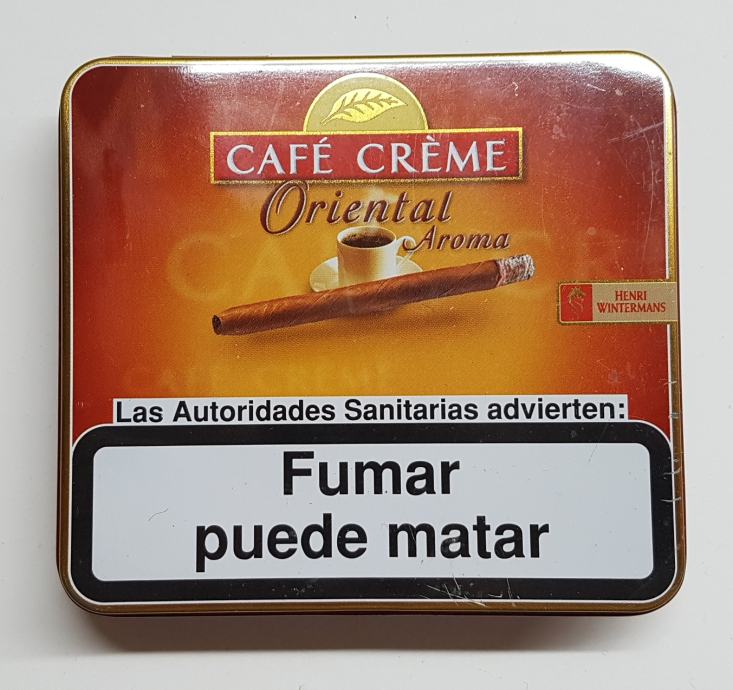 CAFÉ CRÈME
Oriental
Aroma
HENRI
WINTERMANS
Las Autoridades Sanitarias advierten:
Fumar
puede matar